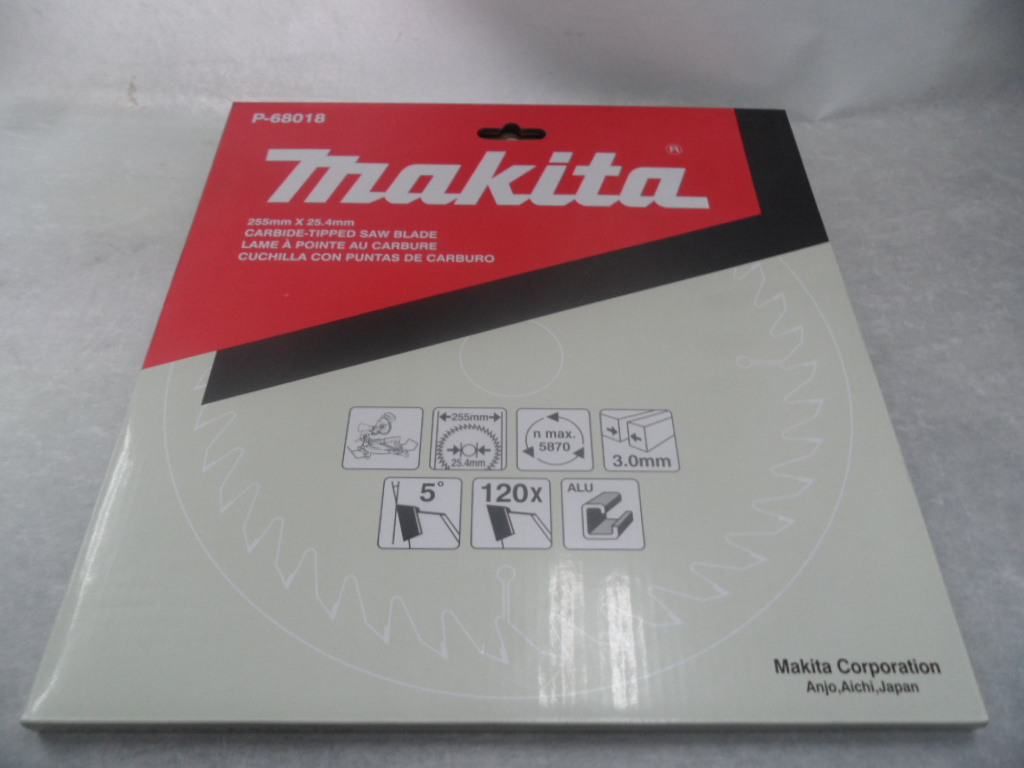 P-68018
makita®
255mm X 25.4mm
CARBIDE-TIPPED SAW BLADE
LAME À POINTE AU CARBURE
CUCHILLA CON PUNTAS DE CARBURO
255mm
25.4mm
n max.
5870
3.0mm
5°
120x
ALU
Makita Corporation
Anjo,Aichi,Japan